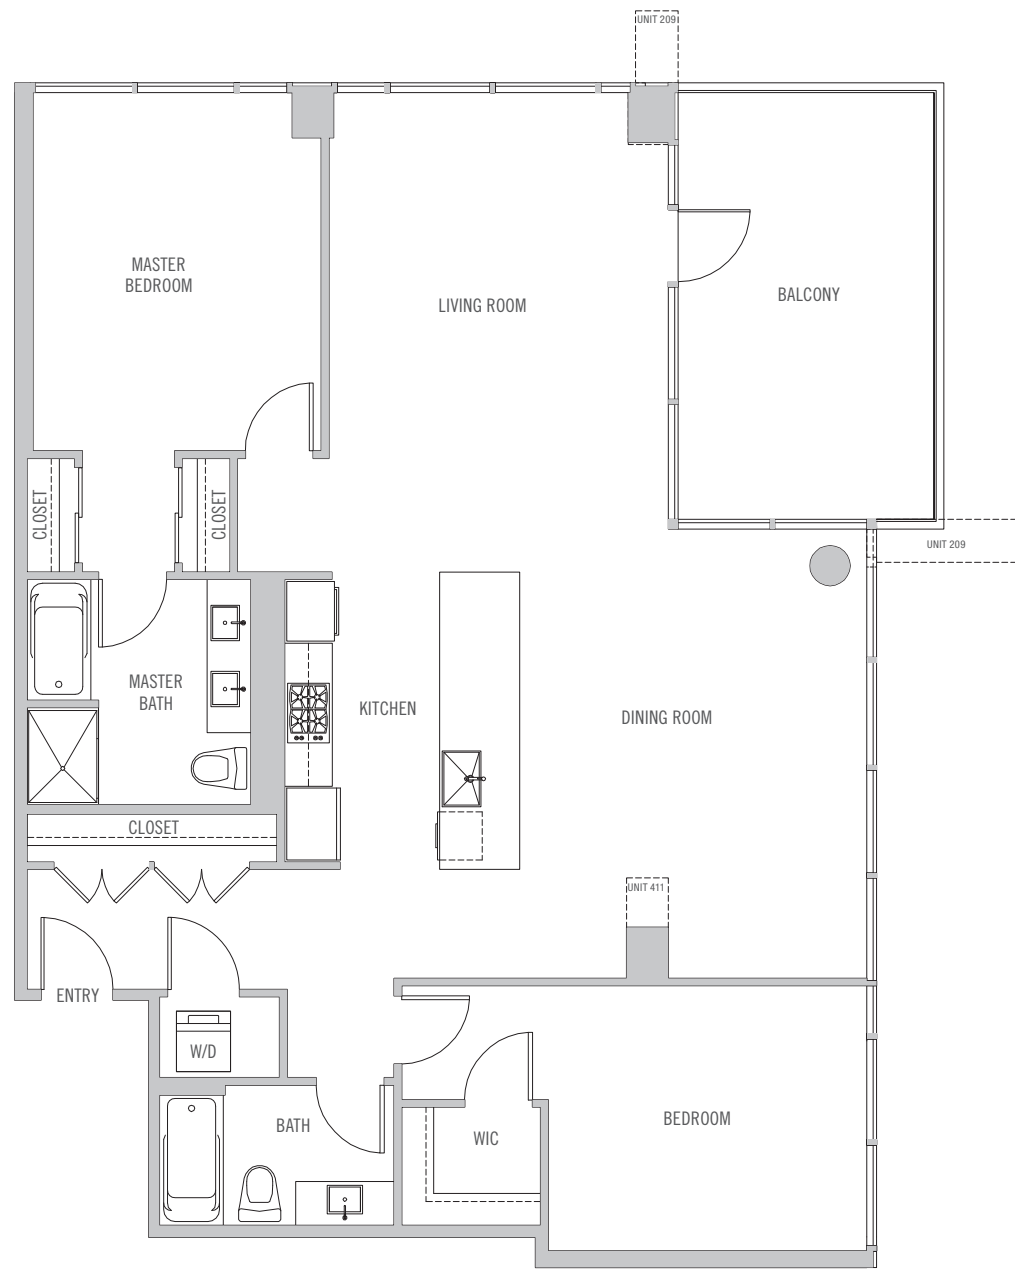 UNIT 209
MASTER
BEDROOM
LIVING ROOM
BALCONY
CLOSET
CLOSET
UNIT 209
MASTER
BATH
KITCHEN
DINING ROOM
CLOSET
UNIT 411
ENTRY
W/D
BATH
WIC
BEDROOM